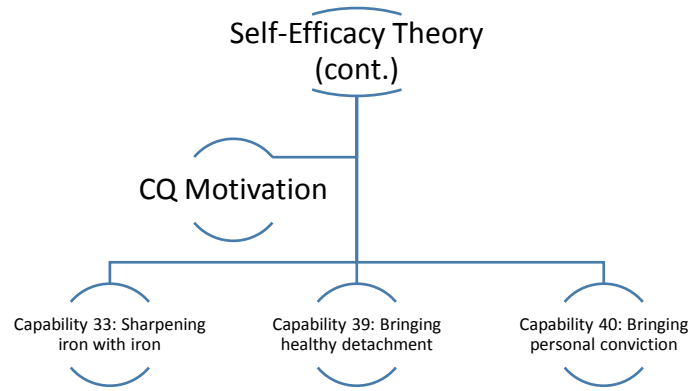 Self-Efficacy Theory
(cont.)
CQ Motivation
Capability 33: Sharpening
iron with iron
Capability 39: Bringing
healthy detachment
Capability 40: Bringing
personal conviction